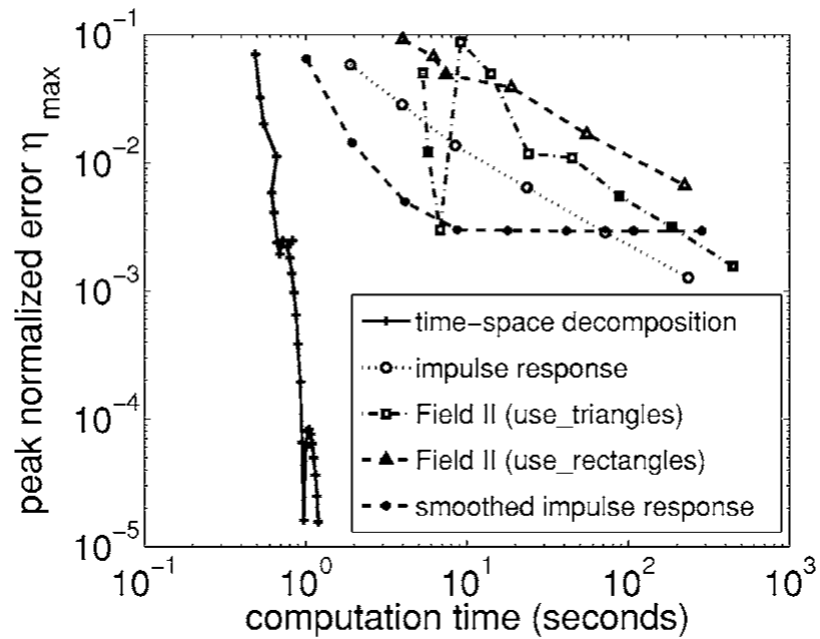 peak normalized error η max
10^-1
10^-2
10^-3
10^-4
10^-5
time-space decomposition
impulse response
Field II (use_triangles)
Field II (use_rectangles)
smoothed impulse response
10^-1 10^0 10^1 10^2 10^3
computation time (seconds)